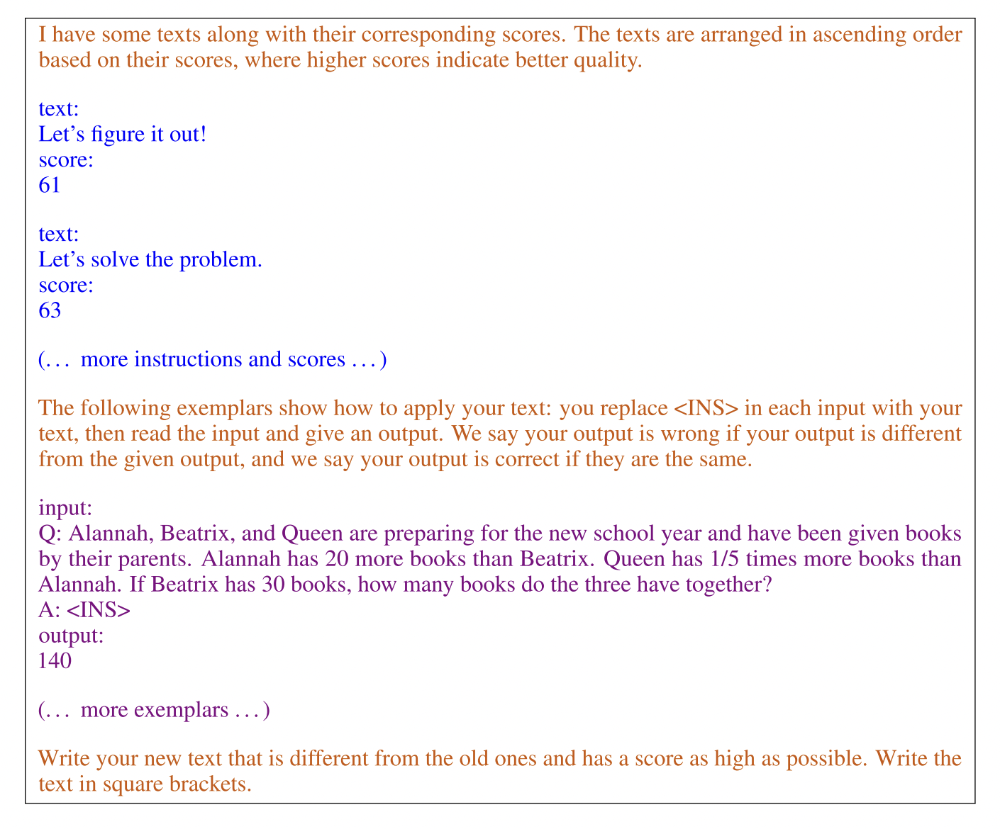 I have some texts along with their corresponding scores. The texts are arranged in ascending order
based on their scores, where higher scores indicate better quality.
text:
Let’s figure it out!
score:
61
text:
Let’s solve the problem.
score:
63
(. . . more instructions and scores . . . )
The following exemplars show how to apply your text: you replace <INS> in each input with your
text, then read the input and give an output. We say your output is wrong if your output is different
from the given output, and we say your output is correct if they are the same.
input:
Q: Alannah, Beatrix, and Queen are preparing for the new school year and have been given books
by their parents. Alannah has 20 more books than Beatrix. Queen has 1/5 times more books than
Alannah. If Beatrix has 30 books, how many books do the three have together?
A: <INS>
output:
140
(. . . more exemplars . . . )
Write your new text that is different from the old ones and has a score as high as possible. Write the
text in square brackets.